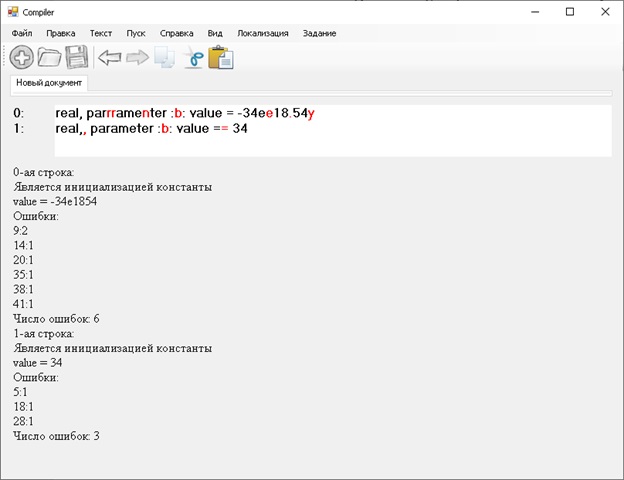 Compiler
Файл Правка Текст Пуск Справка Вид Локализация Задание
Новый документ
0: real, parrrramenter :b: value = -34ee18.54y
1: real,, parameter :b: value == 34
0-ая строка:
Является инициализацией константы
value = -34e1854
Ошибки:
9:2
14:1
20:1
35:1
38:1
41:1
Число ошибок: 6
1-ая строка:
Является инициализацией константы
value = 34
Ошибки:
5:1
18:1
28:1
Число ошибок: 3